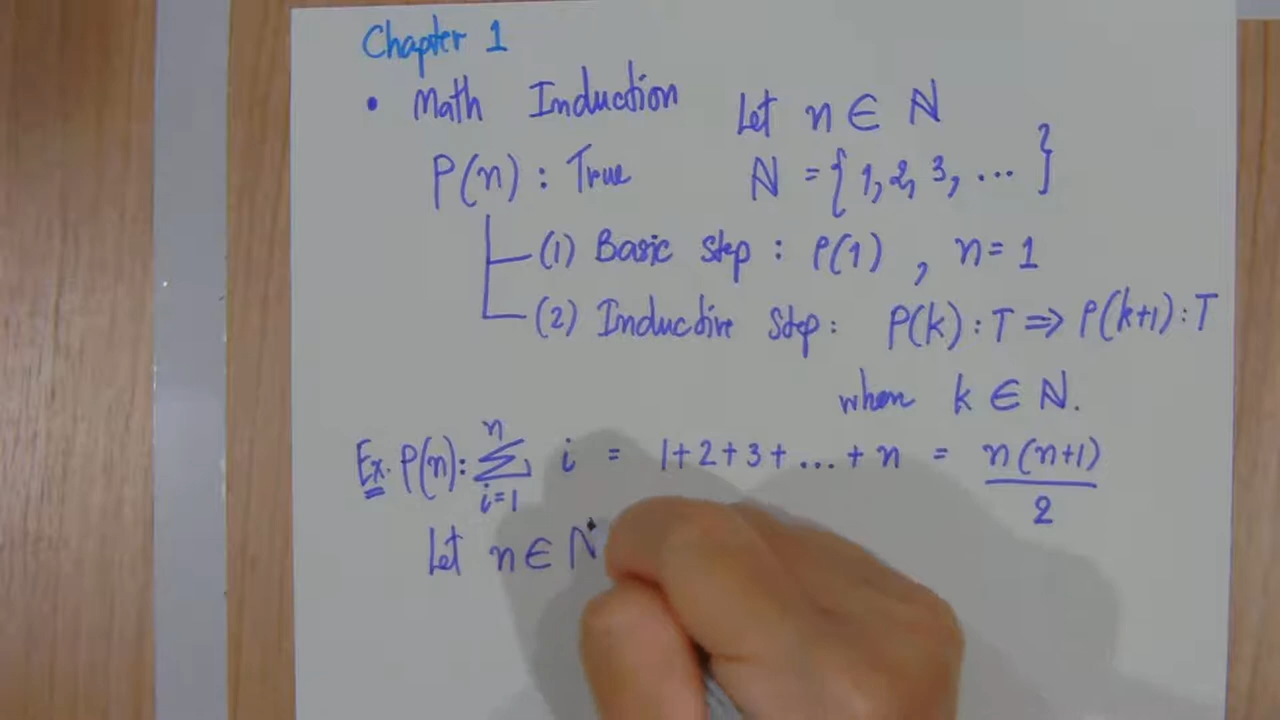 Chapter 1
• Math Induction Let n ∈ ℕ
P(n) : True ℕ = { 1, 2, 3, ... }
(1) Basic step : P(1) , n = 1
(2) Inductive step : P(k) : T ⇒ P(k+1) : T
when k ∈ ℕ.
Ex. P(n) : ∑_{i=1}^{n} i = 1+2+3+...+n = n(n+1)/2
Let n ∈ ℕ